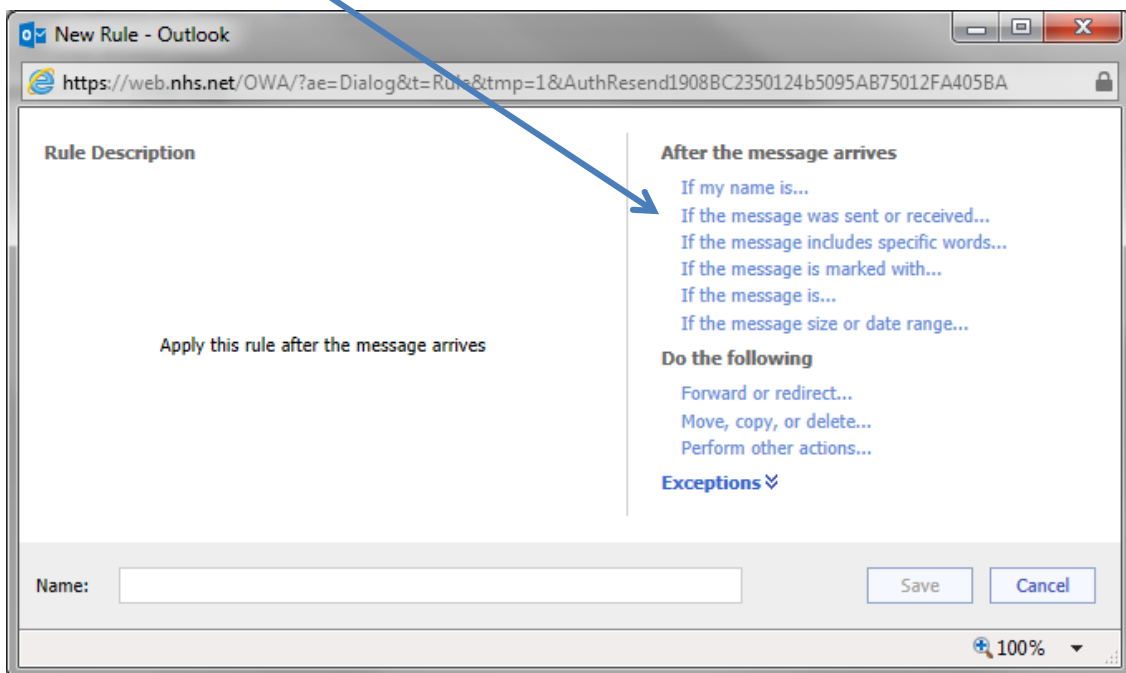 New Rule - Outlook
https://web.nhs.net/OWA/?ae=Dialog&t=Rule&tmp=1&AuthResend1908BC2350124b5095AB75012FA405BA
Rule Description
Apply this rule after the message arrives
After the message arrives
If my name is...
If the message was sent or received...
If the message includes specific words...
If the message is marked with...
If the message is...
If the message size or date range...
Do the following
Forward or redirect...
Move, copy, or delete...
Perform other actions...
Exceptions
Name:
Save
Cancel
100%